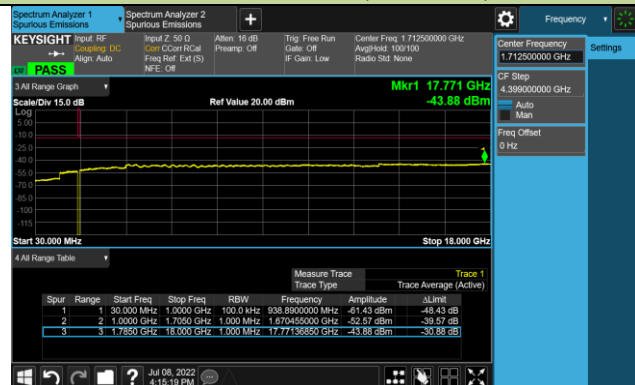 Spectrum Analyzer 1
Spurious Emissions
Spectrum Analyzer 2
Spurious Emissions
Frequency
KEYSIGHT
Input: RF
Coupling: DC
Align: Auto
Input Z: 50 Ω
Corr CCorr RCal
Freq Ref: Ext (S)
NFE: Off
Atten: 16 dB
Preamp: Off
Trig: Free Run
Gate: Off
IF Gain: Low
Center Freq: 1.712500000 GHz
Avg|Hold: 100/100
Radio Std: None
PASS
Center Frequency
1.712500000 GHz
Settings
CF Step
4.399000000 GHz
Auto
Man
Freq Offset
0 Hz
3 All Range Graph
Mkr1 17.771 GHz
Scale/Div 15.0 dB
Ref Value 20.00 dBm
-43.88 dBm
Log
5.00
-10.0
-25.0
-40.0
-55.0
-70.0
-85.0
-100
-115
1
Start 30.000 MHz
Stop 18.000 GHz
4 All Range Table
Measure Trace Trace 1
Trace Type Trace Average (Active)
Spur Range Start Freq Stop Freq RBW Frequency Amplitude ΔLimit
1 1 30.000 MHz 1.0000 GHz 100.0 kHz 938.8900000 MHz -61.43 dBm -48.43 dB
2 2 1.0000 GHz 1.7050 GHz 1.000 MHz 1.670455000 GHz -52.57 dBm -39.57 dB
3 3 1.7850 GHz 18.000 GHz 1.000 MHz 17.77136850 GHz -43.88 dBm -30.88 dB
Jul 08, 2022
4:15:19 PM